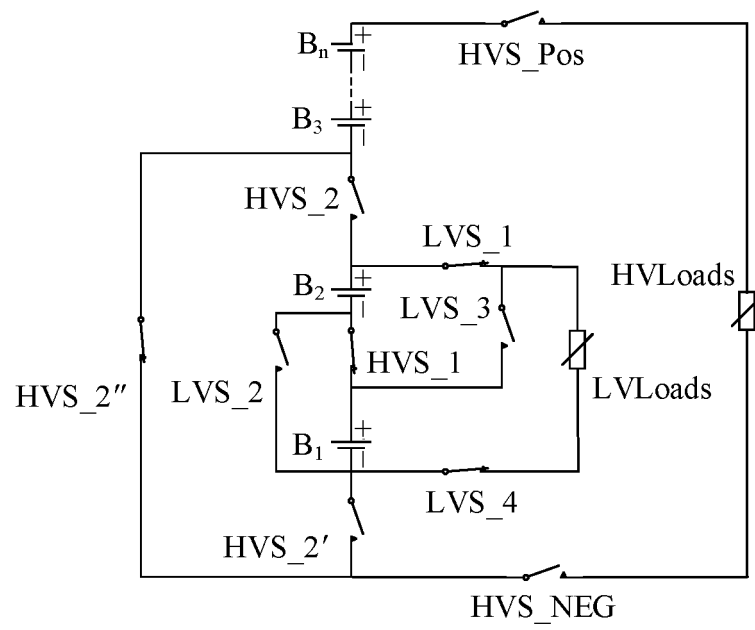 Bₙ
+
HVS_Pos
B₃
+
HVS_2
LVS_1
B₂
+
HVLoads
LVS_3
HVS_1
LVS_2
HVS_2″
LVLoads
B₁
+
LVS_4
HVS_2′
HVS_NEG